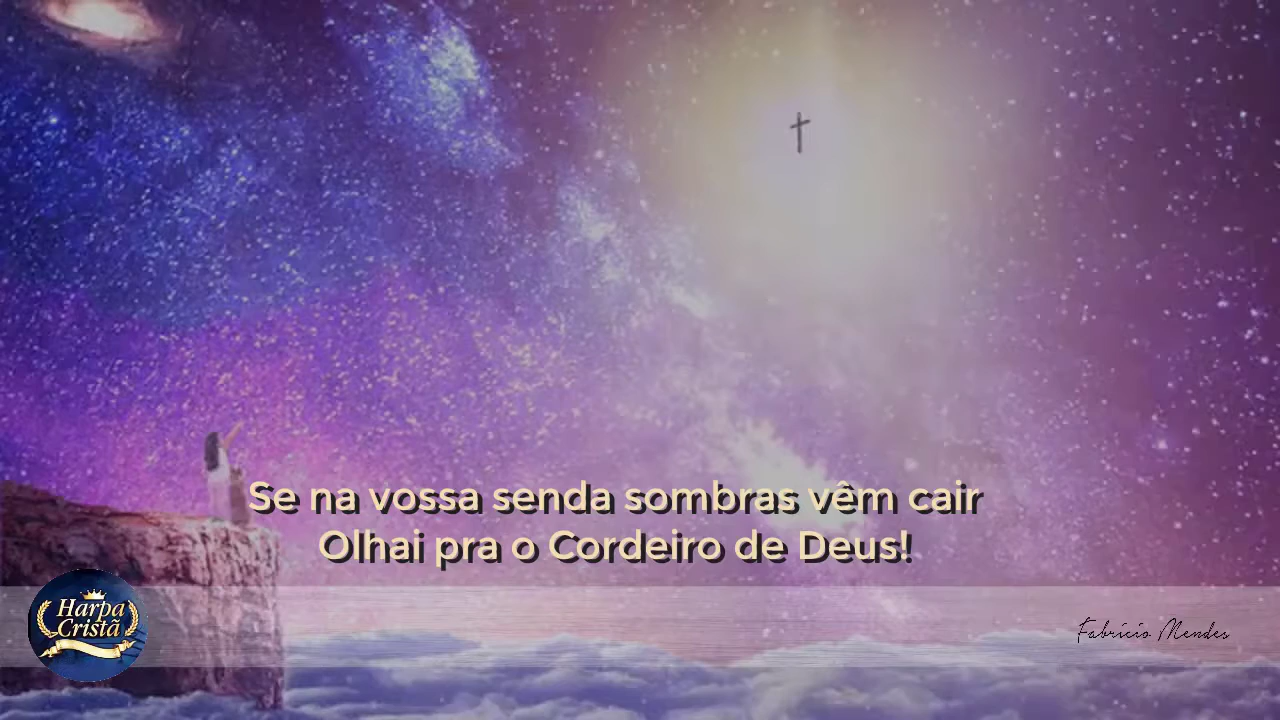 Se na vossa senda sombras vêm cair
Olhai pra o Cordeiro de Deus!
Harpa
Cristã
Fabrício Mendes